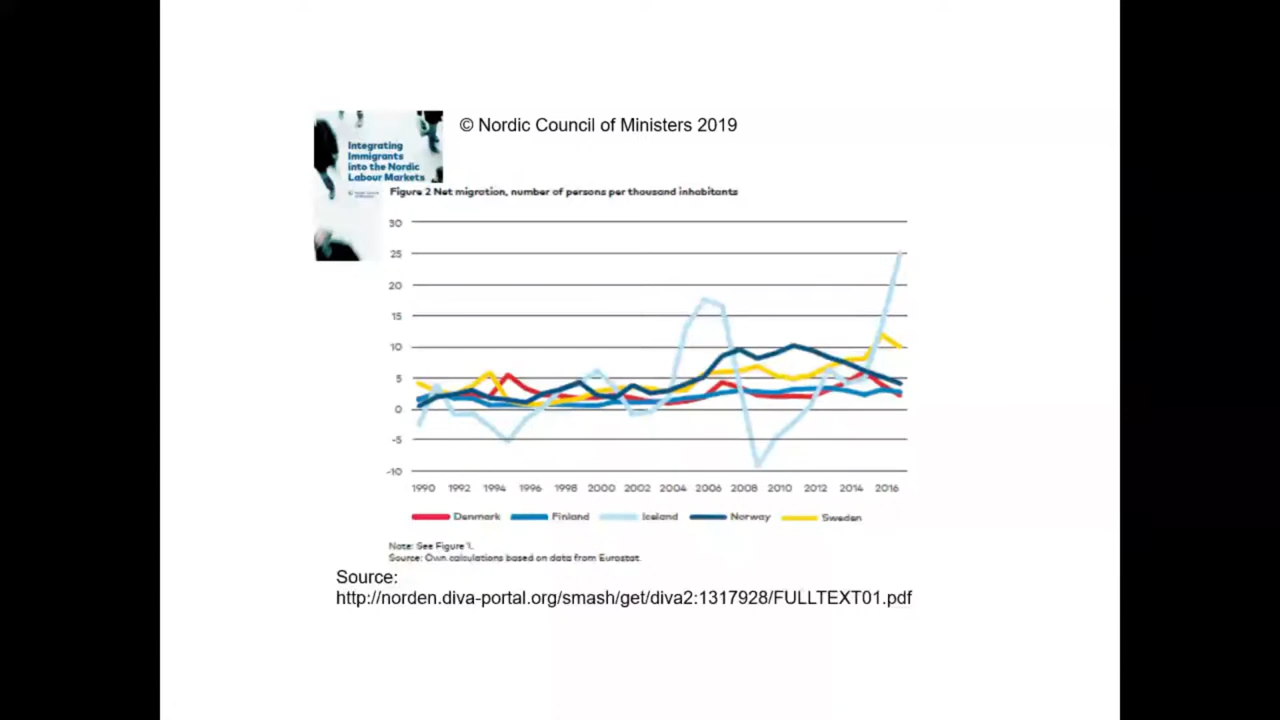 © Nordic Council of Ministers 2019
Integrating
Immigrants
into the Nordic
Labour Markets
Figure 2 Net migration, number of persons per thousand inhabitants
30
25
20
15
10
5
0
-5
-10
1990 1992 1994 1996 1998 2000 2002 2004 2006 2008 2010 2012 2014 2016
Denmark Finland Iceland Norway Sweden
Note: See Figure 1.
Source: Own calculations based on data from Eurostat.
Source:
http://norden.diva-portal.org/smash/get/diva2:1317928/FULLTEXT01.pdf